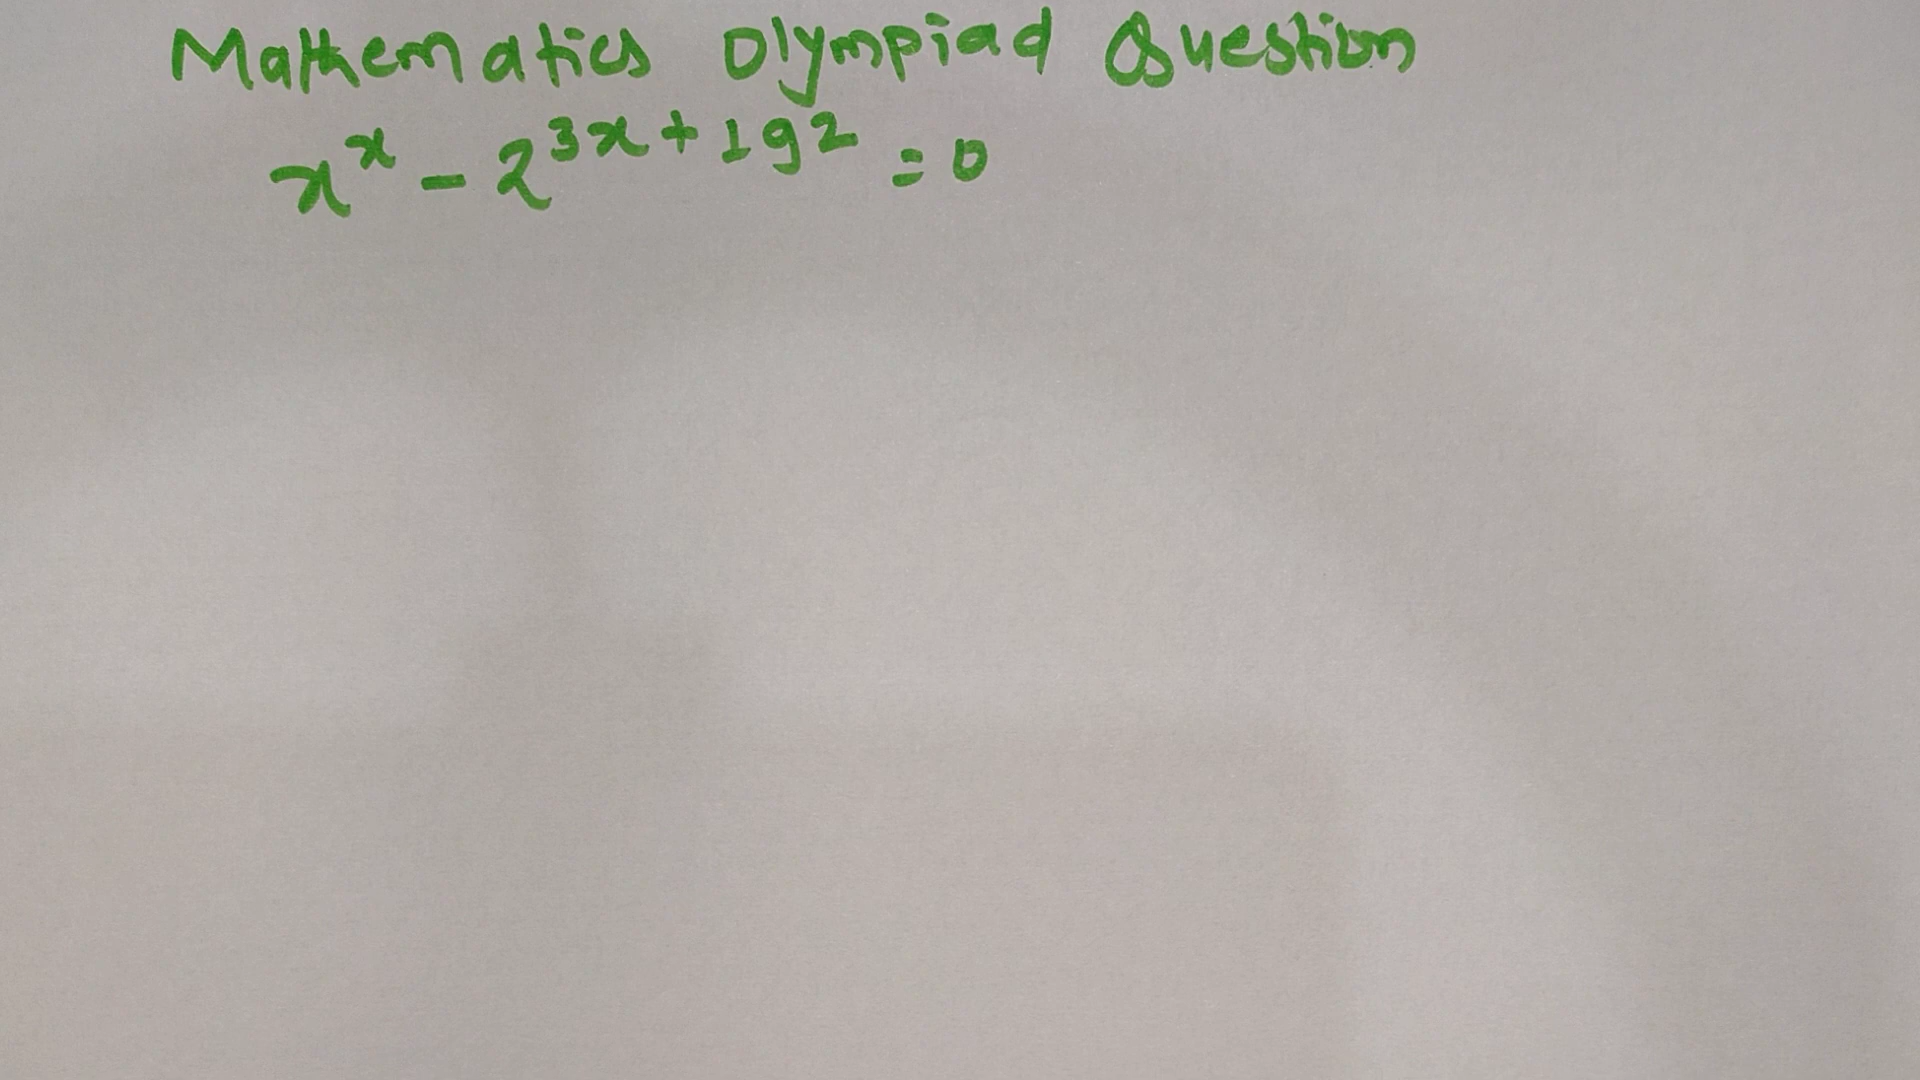 Mathematics Olympiad Question
x^x - 2^{3x+192} = 0